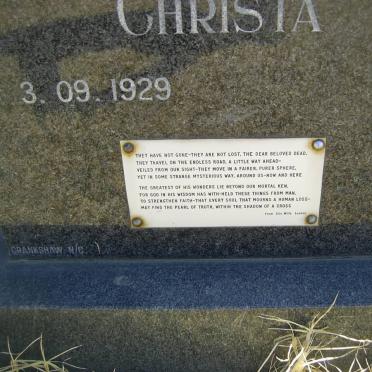 CHRISTA
3.09.1929
THEY HAVE NOT GONE—THEY ARE NOT LOST, THE DEAR BELOVED DEAD,
THEY TRAVEL ON THE ENDLESS ROAD, A LITTLE WAY AHEAD—
VEILED FROM OUR SIGHT—THEY MOVE IN A FAIRER, PURER SPHERE,
YET IN SOME STRANGE MYSTERIOUS WAY, AROUND US—NOW AND HERE
THE GREATEST OF HIS WONDERS LIE BEYOND OUR MORTAL KEN,
FOR GOD IN HIS WISDOM HAS WITH-HELD THESE THINGS FROM MAN,
TO STRENGTHEN FAITH—THAT EVERY SOUL THAT MOURNS A HUMAN LOSS—
MAY FIND THE PEARL OF TRUTH, WITHIN THE SHADOW OF A CROSS
From
CRANKSHAW